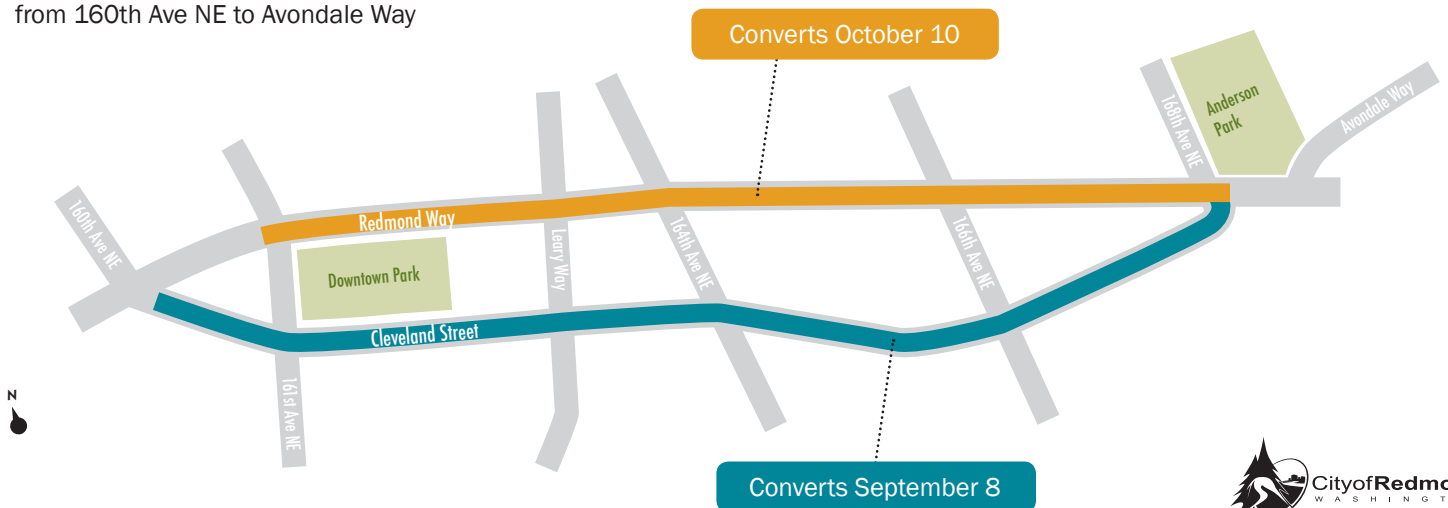 from 160th Ave NE to Avondale Way
Converts October 10
168th Ave NE
Anderson
Park
Avondale Way
160th Ave NE
Redmond Way
Leary Way
164th Ave NE
166th Ave NE
Downtown Park
Cleveland Street
161st Ave NE
N
Converts September 8
CityofRedmo
WASHINGT